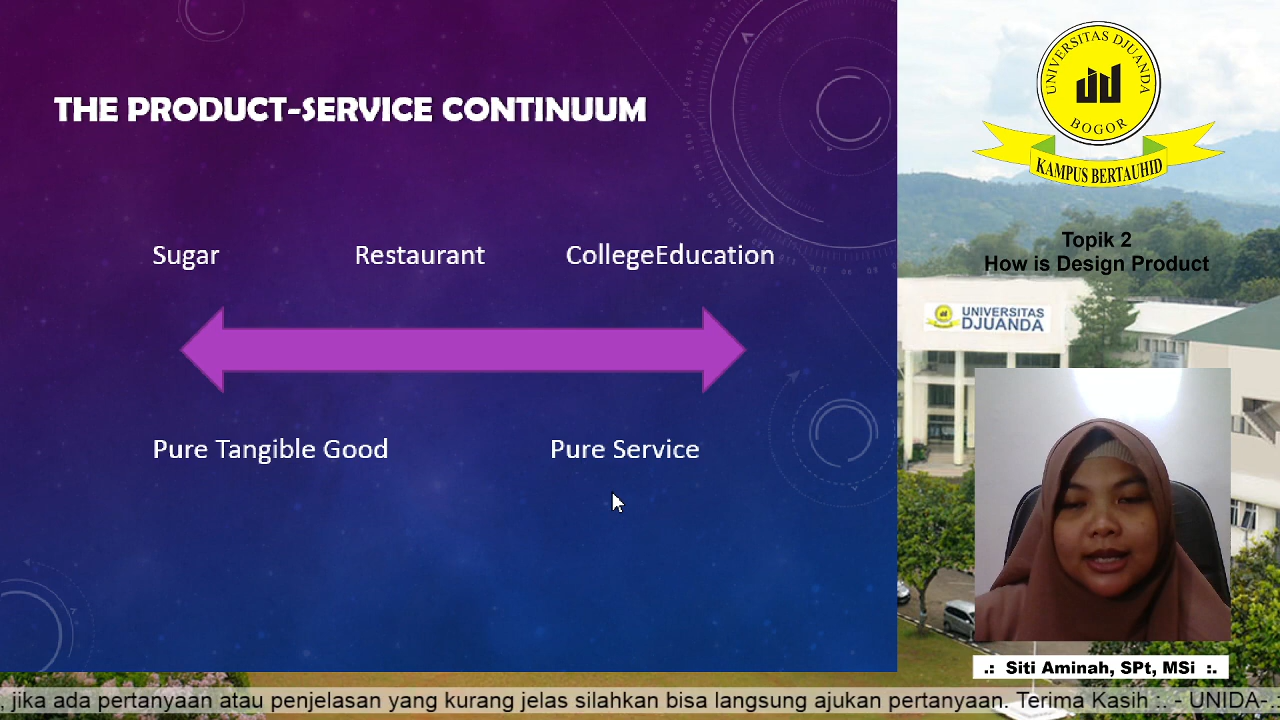 THE PRODUCT-SERVICE CONTINUUM
Sugar Restaurant CollegeEducation
Pure Tangible Good Pure Service
UNIVERSITAS DJUANDA
BOGOR
KAMPUS BERTAUHID
Topik 2
How is Design Product
UNIVERSITAS
DJUANDA
.: Siti Aminah, SPt, MSi :.
, jika ada pertanyaan atau penjelasan yang kurang jelas silahkan bisa langsung ajukan pertanyaan. Terima Kasih :. - UNIDA-..